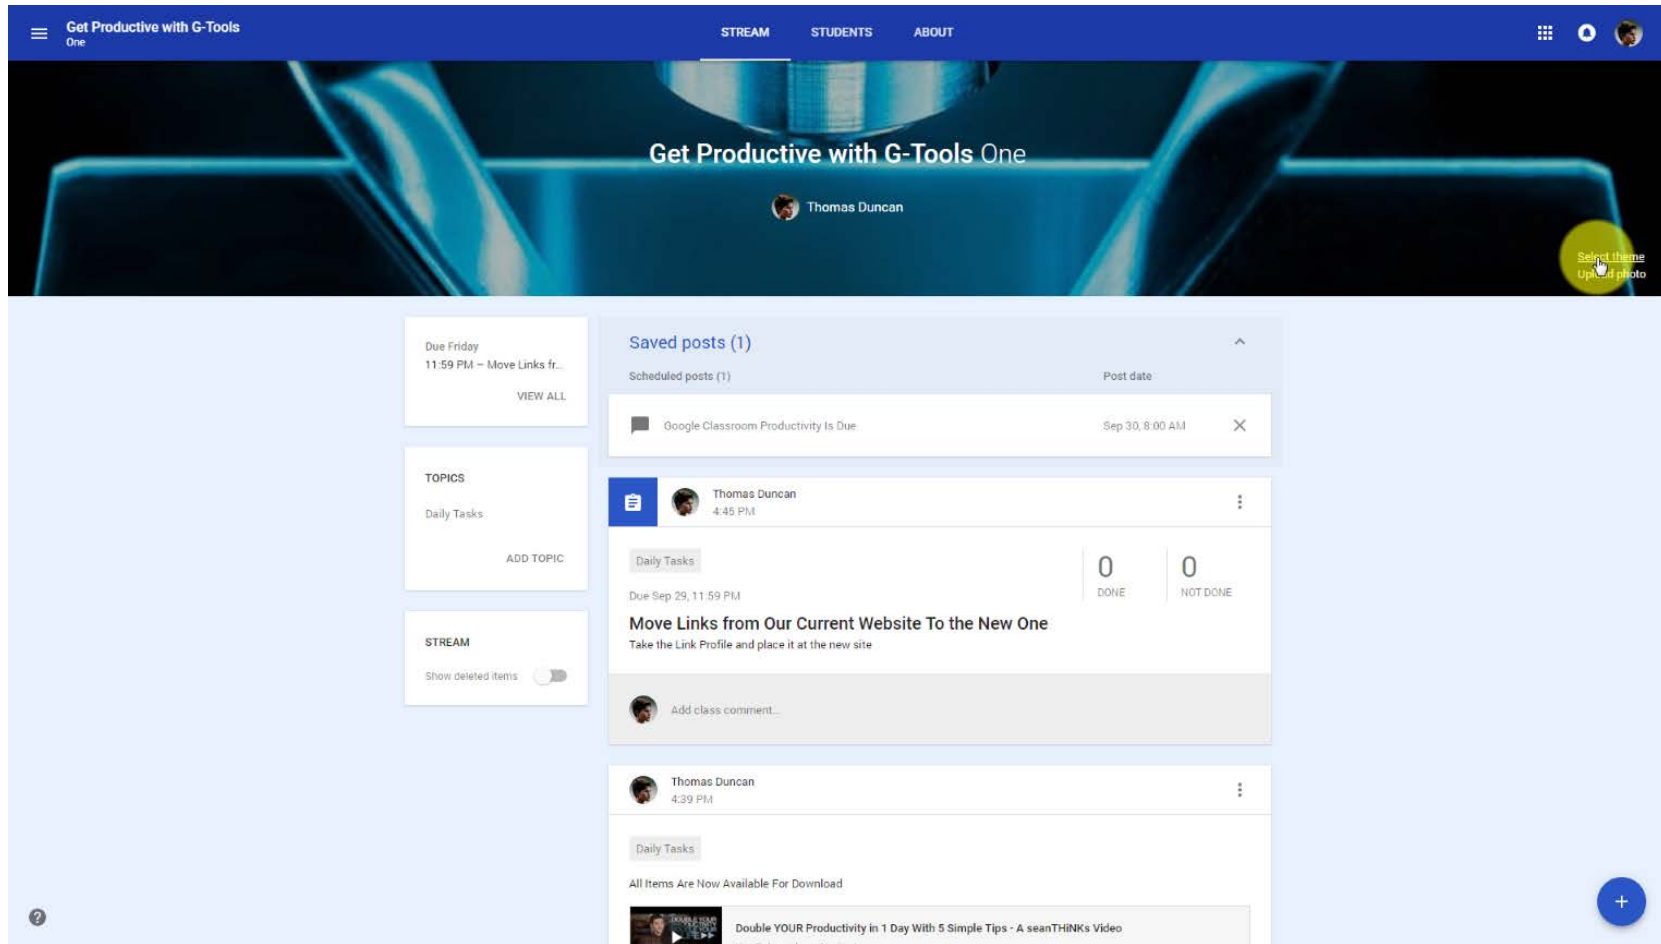 Get Productive with G-Tools
One
STREAM STUDENTS ABOUT
Get Productive with G-Tools One
Thomas Duncan
Select theme
Upload photo
Due Friday
11:59 PM – Move Links fr...
VIEW ALL
TOPICS
Daily Tasks
ADD TOPIC
STREAM
Show deleted items
Saved posts (1)
Scheduled posts (1) Post date
Google Classroom Productivity Is Due Sep 30, 8:00 AM
Thomas Duncan
4:45 PM
Daily Tasks
0 DONE
0 NOT DONE
Due Sep 29, 11:59 PM
Move Links from Our Current Website To the New One
Take the Link Profile and place it at the new site
Add class comment...
Thomas Duncan
4:39 PM
Daily Tasks
All Items Are Now Available For Download
DOUBLE YOUR
Double YOUR Productivity in 1 Day With 5 Simple Tips - A seanTHiNKs Video